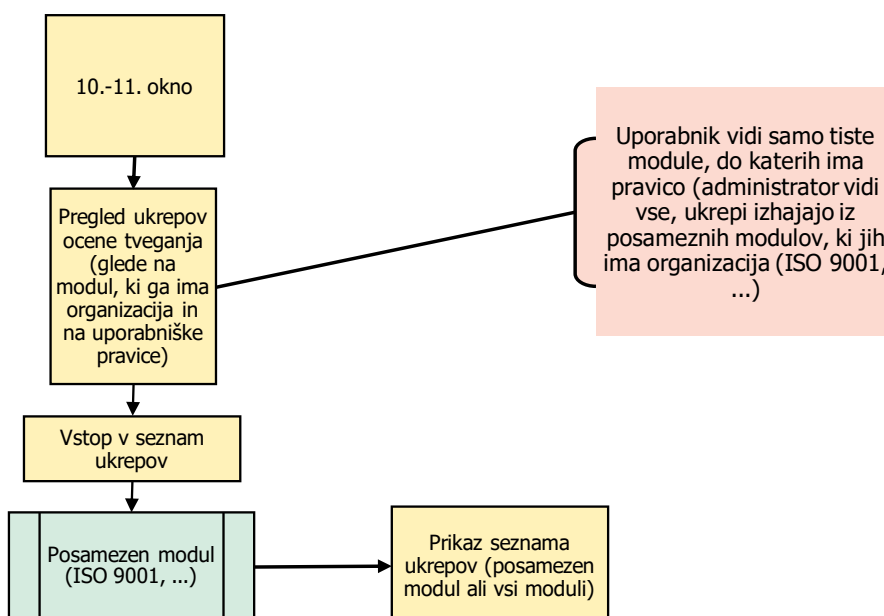 10.-11. okno
Uporabnik vidi samo tiste
module, do katerih ima
pravico (administrator vidi
vse, ukrepi izhajajo iz
posameznih modulov, ki jih
ima organizacija (ISO 9001,
...)
Pregled ukrepov
ocene tveganja
(glede na
modul, ki ga ima
organizacija in
na uporabniške
pravice)
Vstop v seznam
ukrepov
Posamezen modul
(ISO 9001, ...)
Prikaz seznama
ukrepov (posamezen
modul ali vsi moduli)